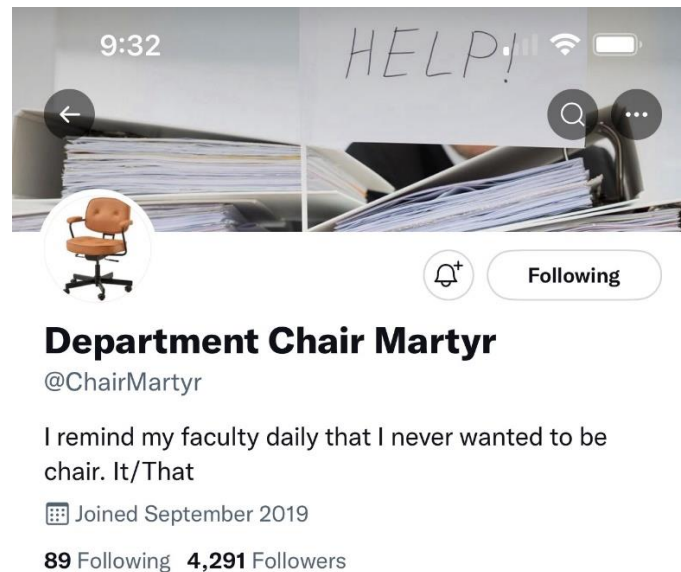 9:32
HELP!
Following
Department Chair Martyr
@ChairMartyr
I remind my faculty daily that I never wanted to be
chair. It/That
Joined September 2019
89 Following 4,291 Followers